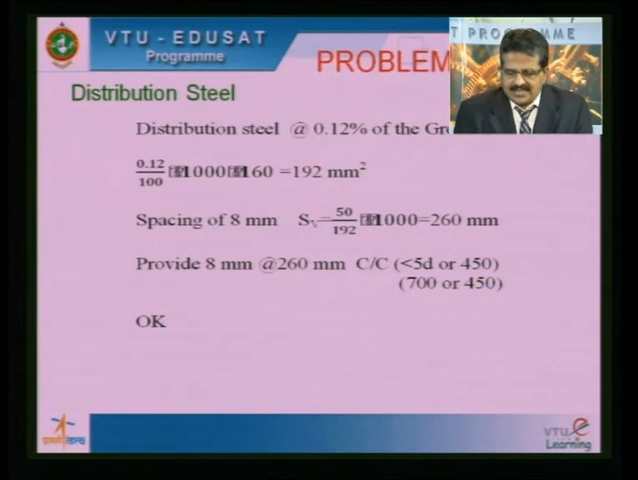 VTU - EDUSAT
Programme
T PROGRAMME
PROBLEM
Distribution Steel
Distribution steel @ 0.12% of the
0.12/100 1000 160 =192 mm²
Spacing of 8 mm Sᵥ= 50/192 1000=260 mm
Provide 8 mm @260 mm C/C (<5d or 450)
(700 or 450)
OK
VTU e
Learning